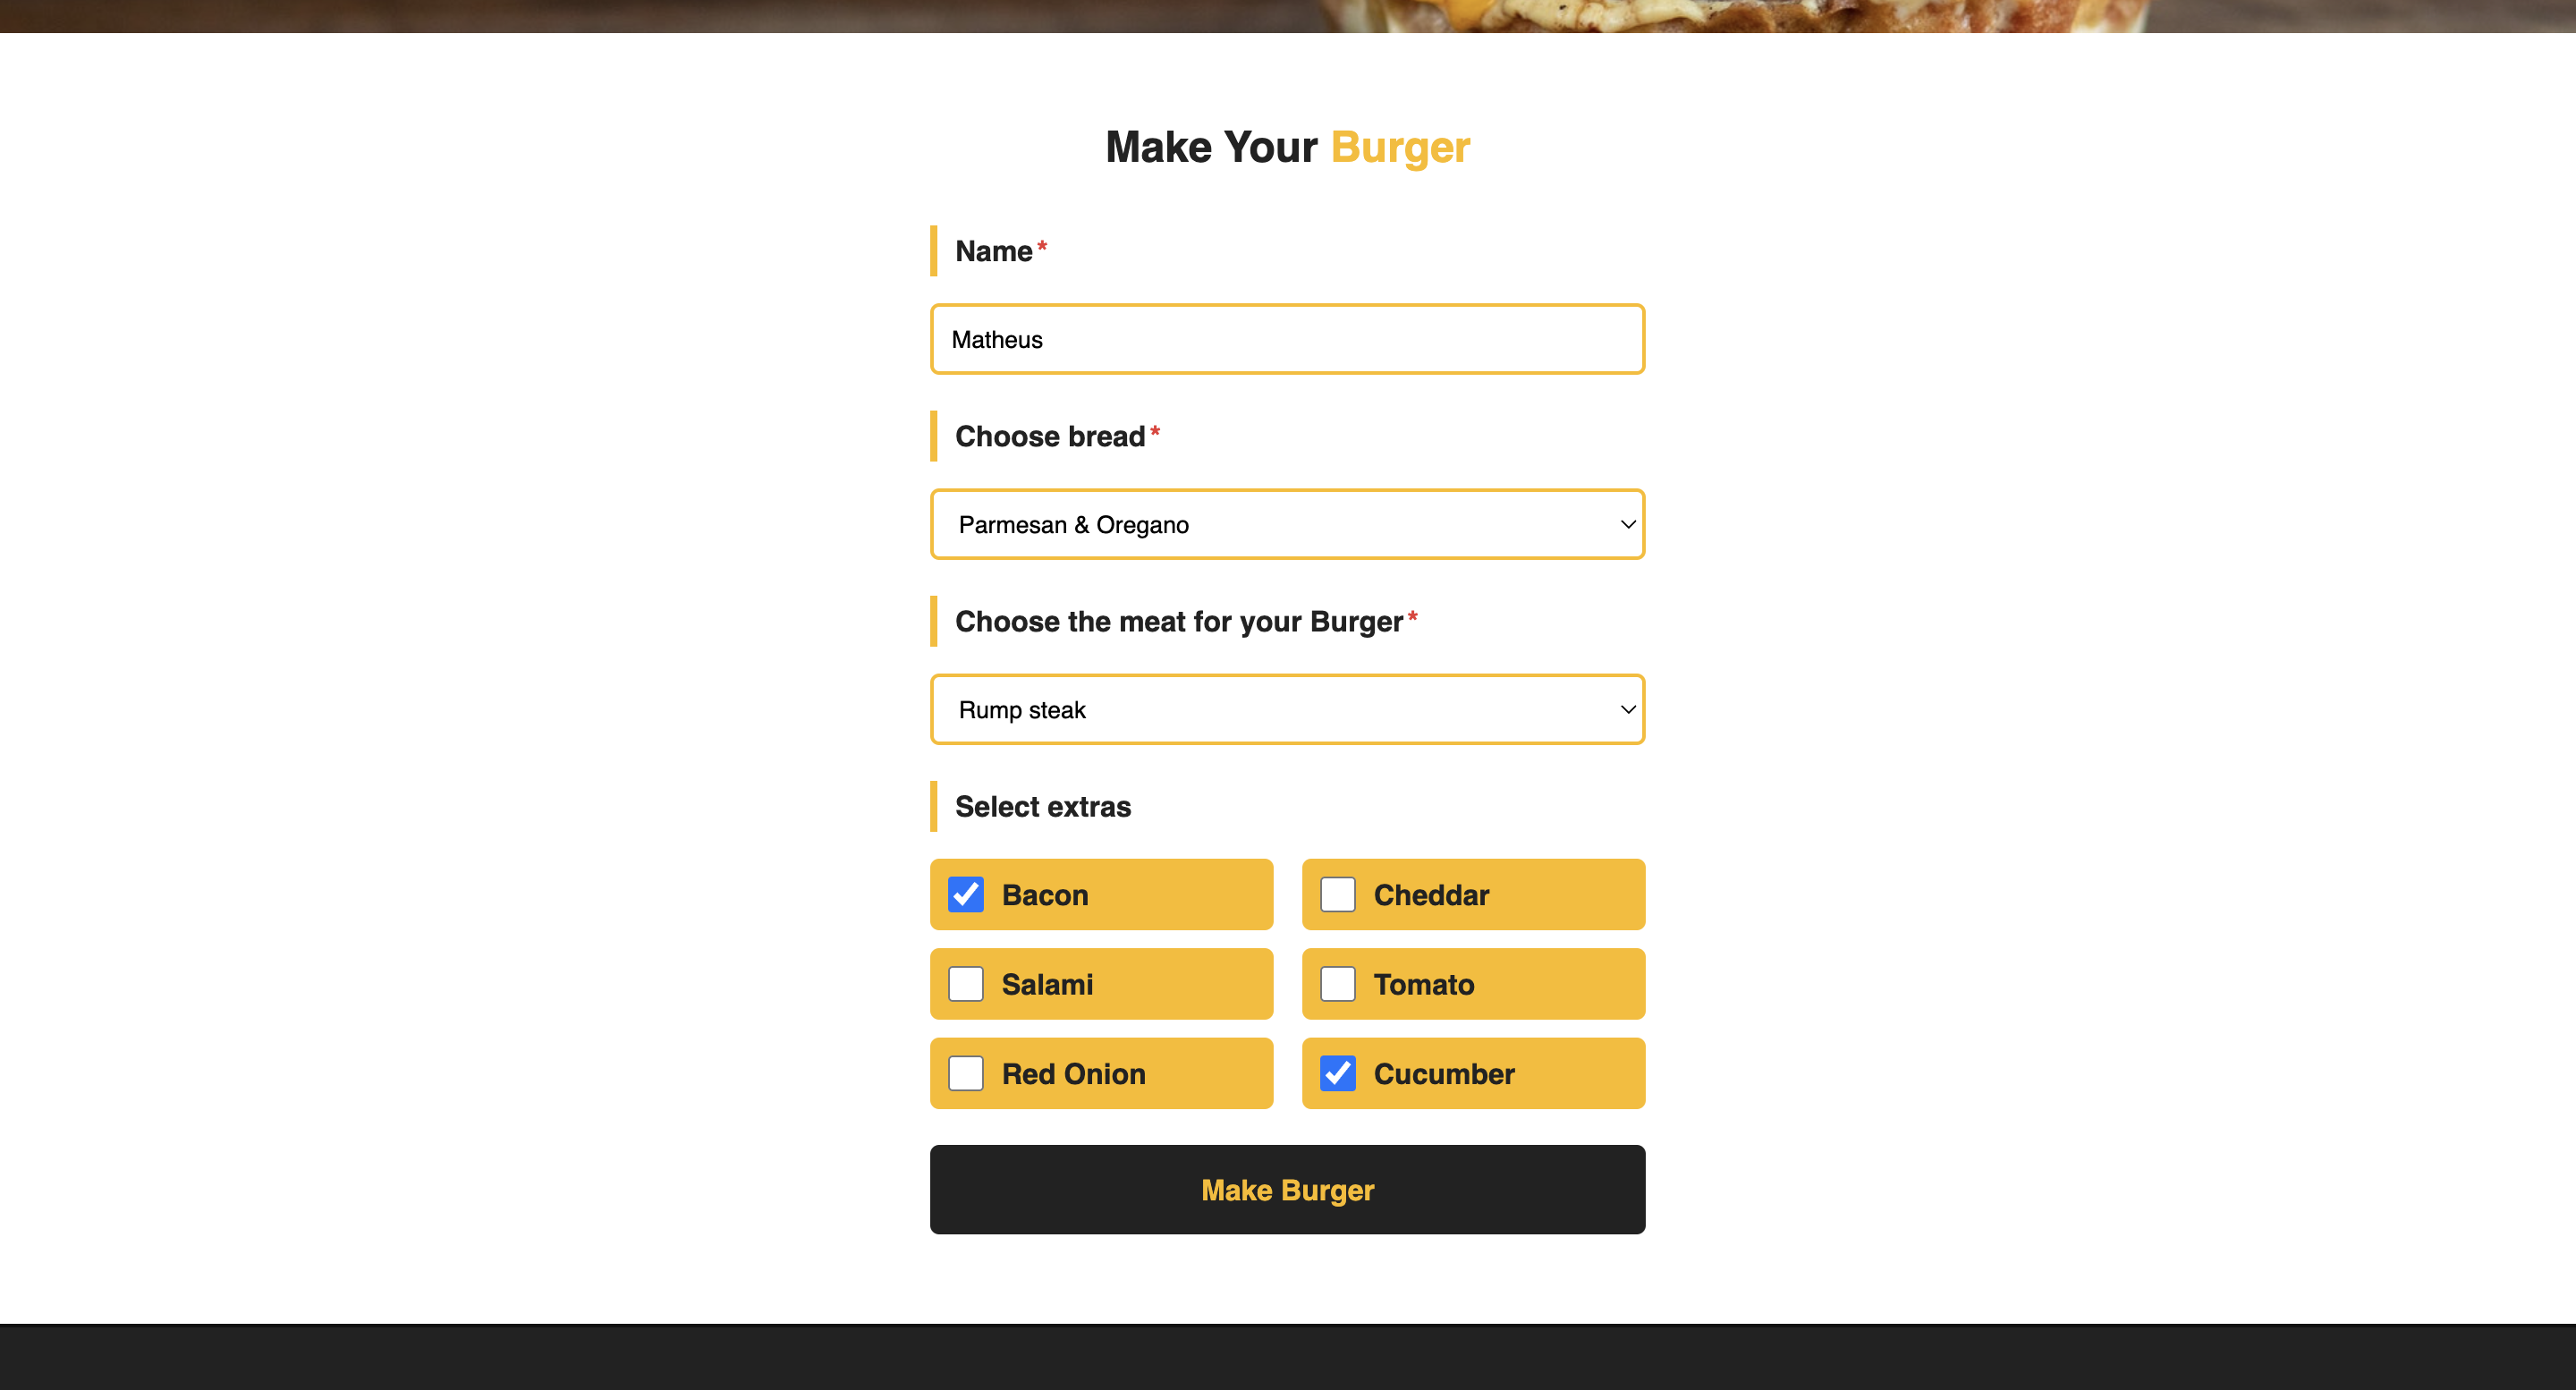 Make Your Burger
Name*
Matheus
Choose bread*
Parmesan & Oregano
Choose the meat for your Burger*
Rump steak
Select extras
Bacon
Cheddar
Salami
Tomato
Red Onion
Cucumber
Make Burger